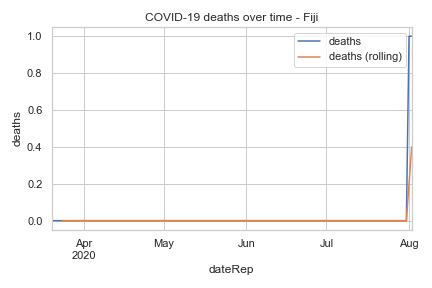 COVID-19 deaths over time - Fiji
deaths
deaths (rolling)
1.0
0.8
0.6
0.4
0.2
0.0
deaths
Apr
2020
May
Jun
Jul
Aug
dateRep